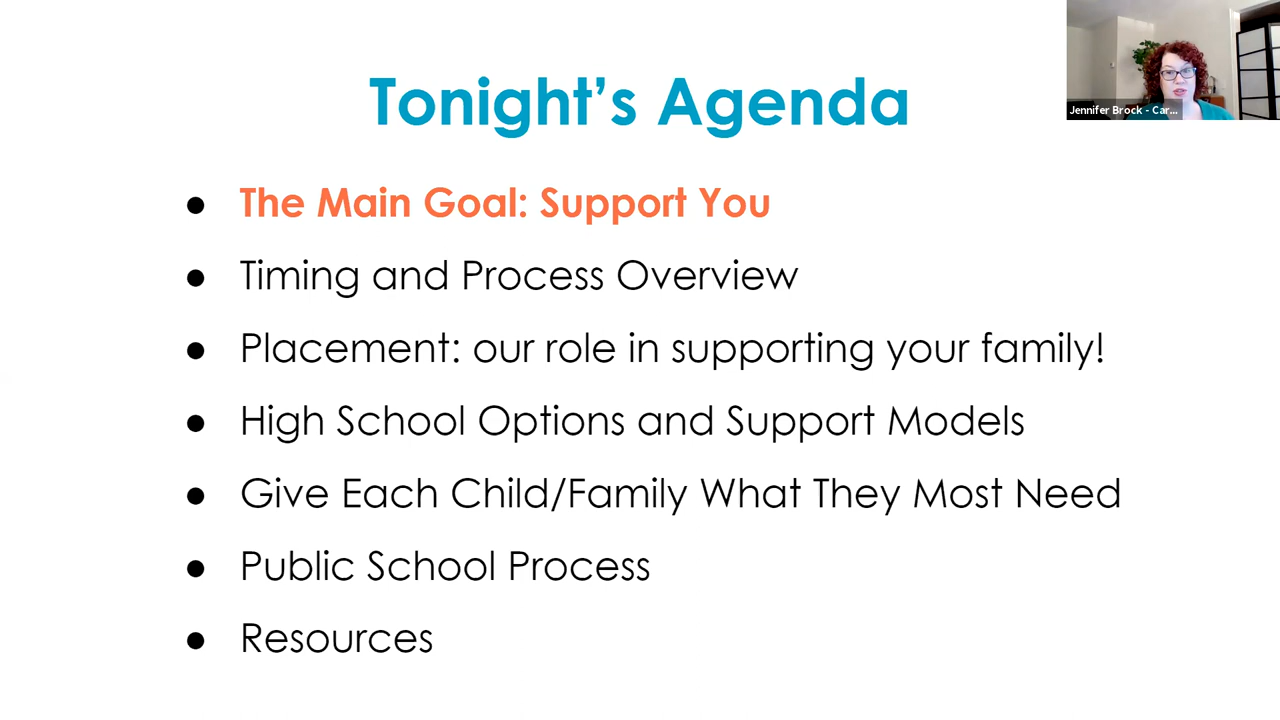 Tonight's Agenda
Jennifer Brock - Car...
● The Main Goal: Support You
● Timing and Process Overview
● Placement: our role in supporting your family!
● High School Options and Support Models
● Give Each Child/Family What They Most Need
● Public School Process
● Resources